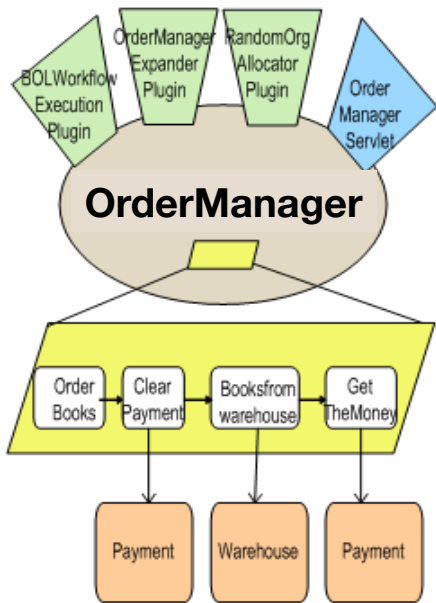 BOLWorkflow
Execution
Plugin
OrderManager
Expander
Plugin
RandomOrg
Allocator
Plugin
Order
Manager
Servlet
OrderManager
Order
Books
Clear
Payment
Booksfrom
warehouse
Get
TheMoney
Payment
Warehouse
Payment